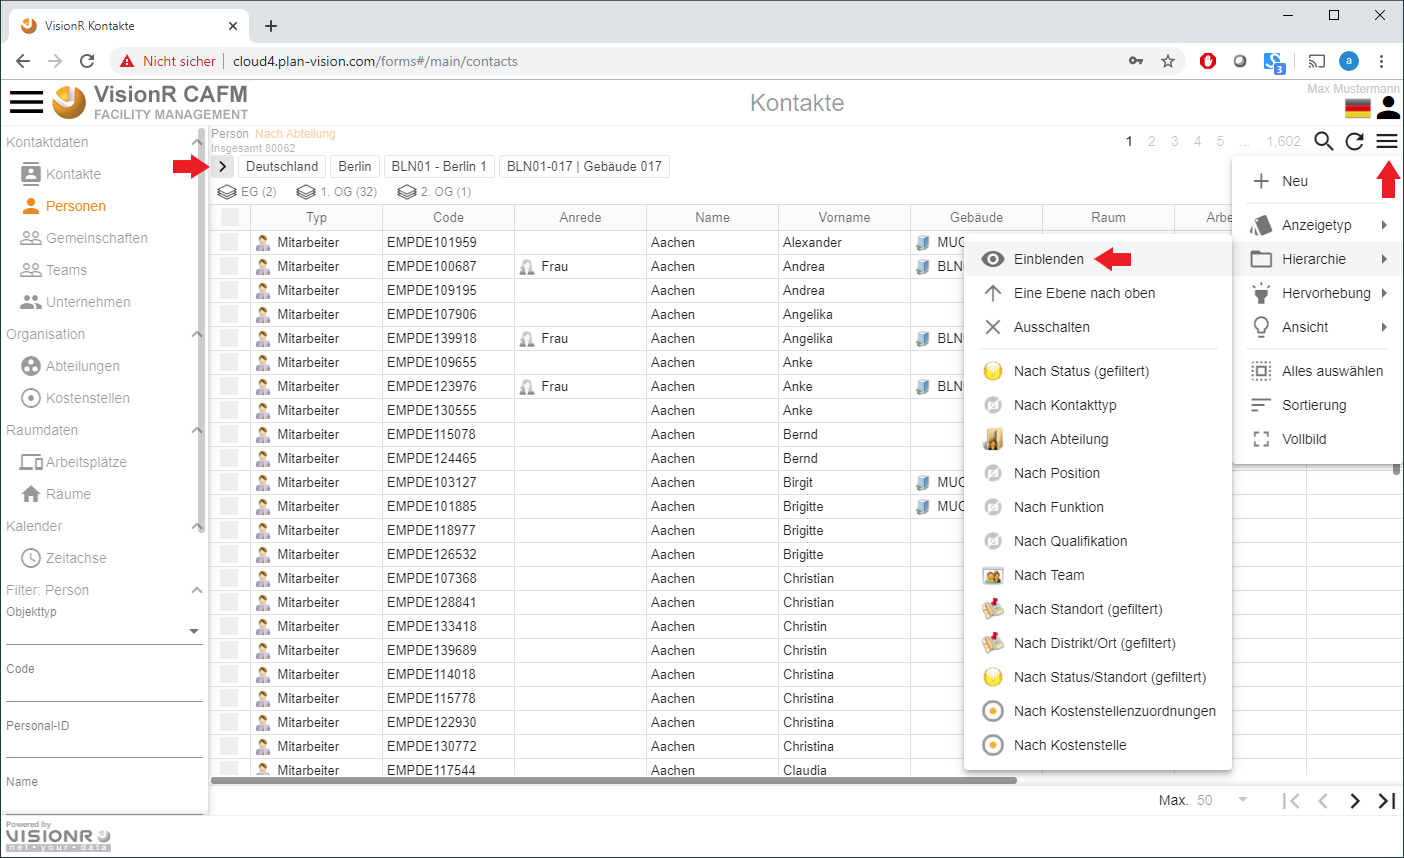 VisionR Kontakte
Nicht sicher
cloud4.plan-vision.com/forms#/main/contacts
3
a
VisionR CAFM
FACILITY MANAGEMENT
Kontakte
Max Mustermann
Kontaktdaten
Kontakte
Personen
Gemeinschaften
Teams
Unternehmen
Organisation
Abteilungen
Kostenstellen
Raumdaten
Arbeitsplätze
Räume
Kalender
Zeitachse
Filter: Person
Objekttyp
Code
Personal-ID
Name
Powered by
VISIONR
net • your • data
Person Nach Abteilung
Insgesamt 80062
1 2 3 4 5 ... 1,602
Deutschland Berlin BLN01 - Berlin 1 BLN01-017 | Gebäude 017
EG (2) 1. OG (32) 2. OG (1)
Typ Code Anrede Name Vorname Gebäude Raum Arbe
Mitarbeiter EMPDE101959 Aachen Alexander MUC
Mitarbeiter EMPDE100687 Frau Aachen Andrea BLN
Mitarbeiter EMPDE109195 Aachen Andrea
Mitarbeiter EMPDE107906 Aachen Angelika
Mitarbeiter EMPDE139918 Frau Aachen Angelika BLN
Mitarbeiter EMPDE109655 Aachen Anke
Mitarbeiter EMPDE123976 Frau Aachen Anke BLN
Mitarbeiter EMPDE130555 Aachen Anke
Mitarbeiter EMPDE115078 Aachen Bernd
Mitarbeiter EMPDE124465 Aachen Bernd
Mitarbeiter EMPDE103127 Aachen Birgit MUC
Mitarbeiter EMPDE101885 Aachen Brigitte MUC
Mitarbeiter EMPDE118977 Aachen Brigitte
Mitarbeiter EMPDE126532 Aachen Brigitte
Mitarbeiter EMPDE107368 Aachen Christian
Mitarbeiter EMPDE128841 Aachen Christian
Mitarbeiter EMPDE133418 Aachen Christin
Mitarbeiter EMPDE139689 Aachen Christin
Mitarbeiter EMPDE114018 Aachen Christina
Mitarbeiter EMPDE115778 Aachen Christina
Mitarbeiter EMPDE122930 Aachen Christina
Mitarbeiter EMPDE130772 Aachen Christina
Mitarbeiter EMPDE117544 Aachen Claudia
Neu
Anzeigetyp
Hierarchie
Hervorhebung
Ansicht
Alles auswählen
Sortierung
Vollbild
Einblenden
Eine Ebene nach oben
Ausschalten
Nach Status (gefiltert)
Nach Kontakttyp
Nach Abteilung
Nach Position
Nach Funktion
Nach Qualifikation
Nach Team
Nach Standort (gefiltert)
Nach Distrikt/Ort (gefiltert)
Nach Status/Standort (gefiltert)
Nach Kostenstellenzuordnungen
Nach Kostenstelle
Max. 50